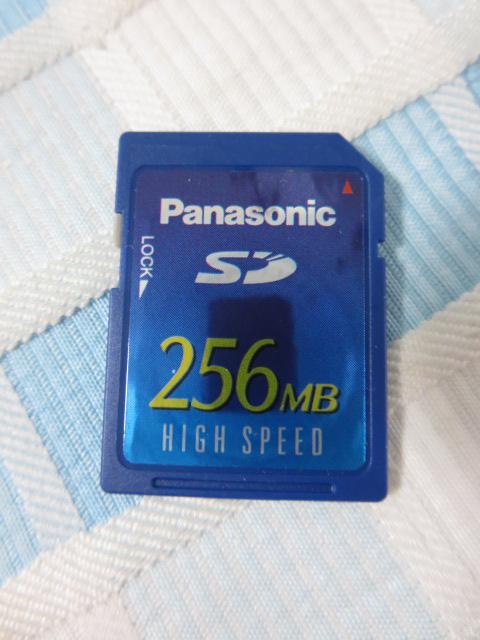 Panasonic
SD
LOCK
256MB
HIGH SPEED